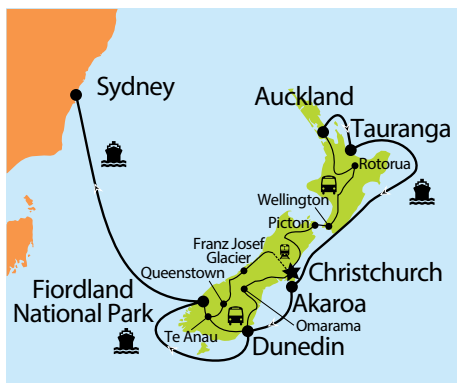 Sydney
Auckland
Tauranga
Rotorua
Wellington
Picton
Franz Josef
Glacier
Christchurch
Queenstown
Fiordland
National Park
Akaroa
Omarama
Te Anau
Dunedin